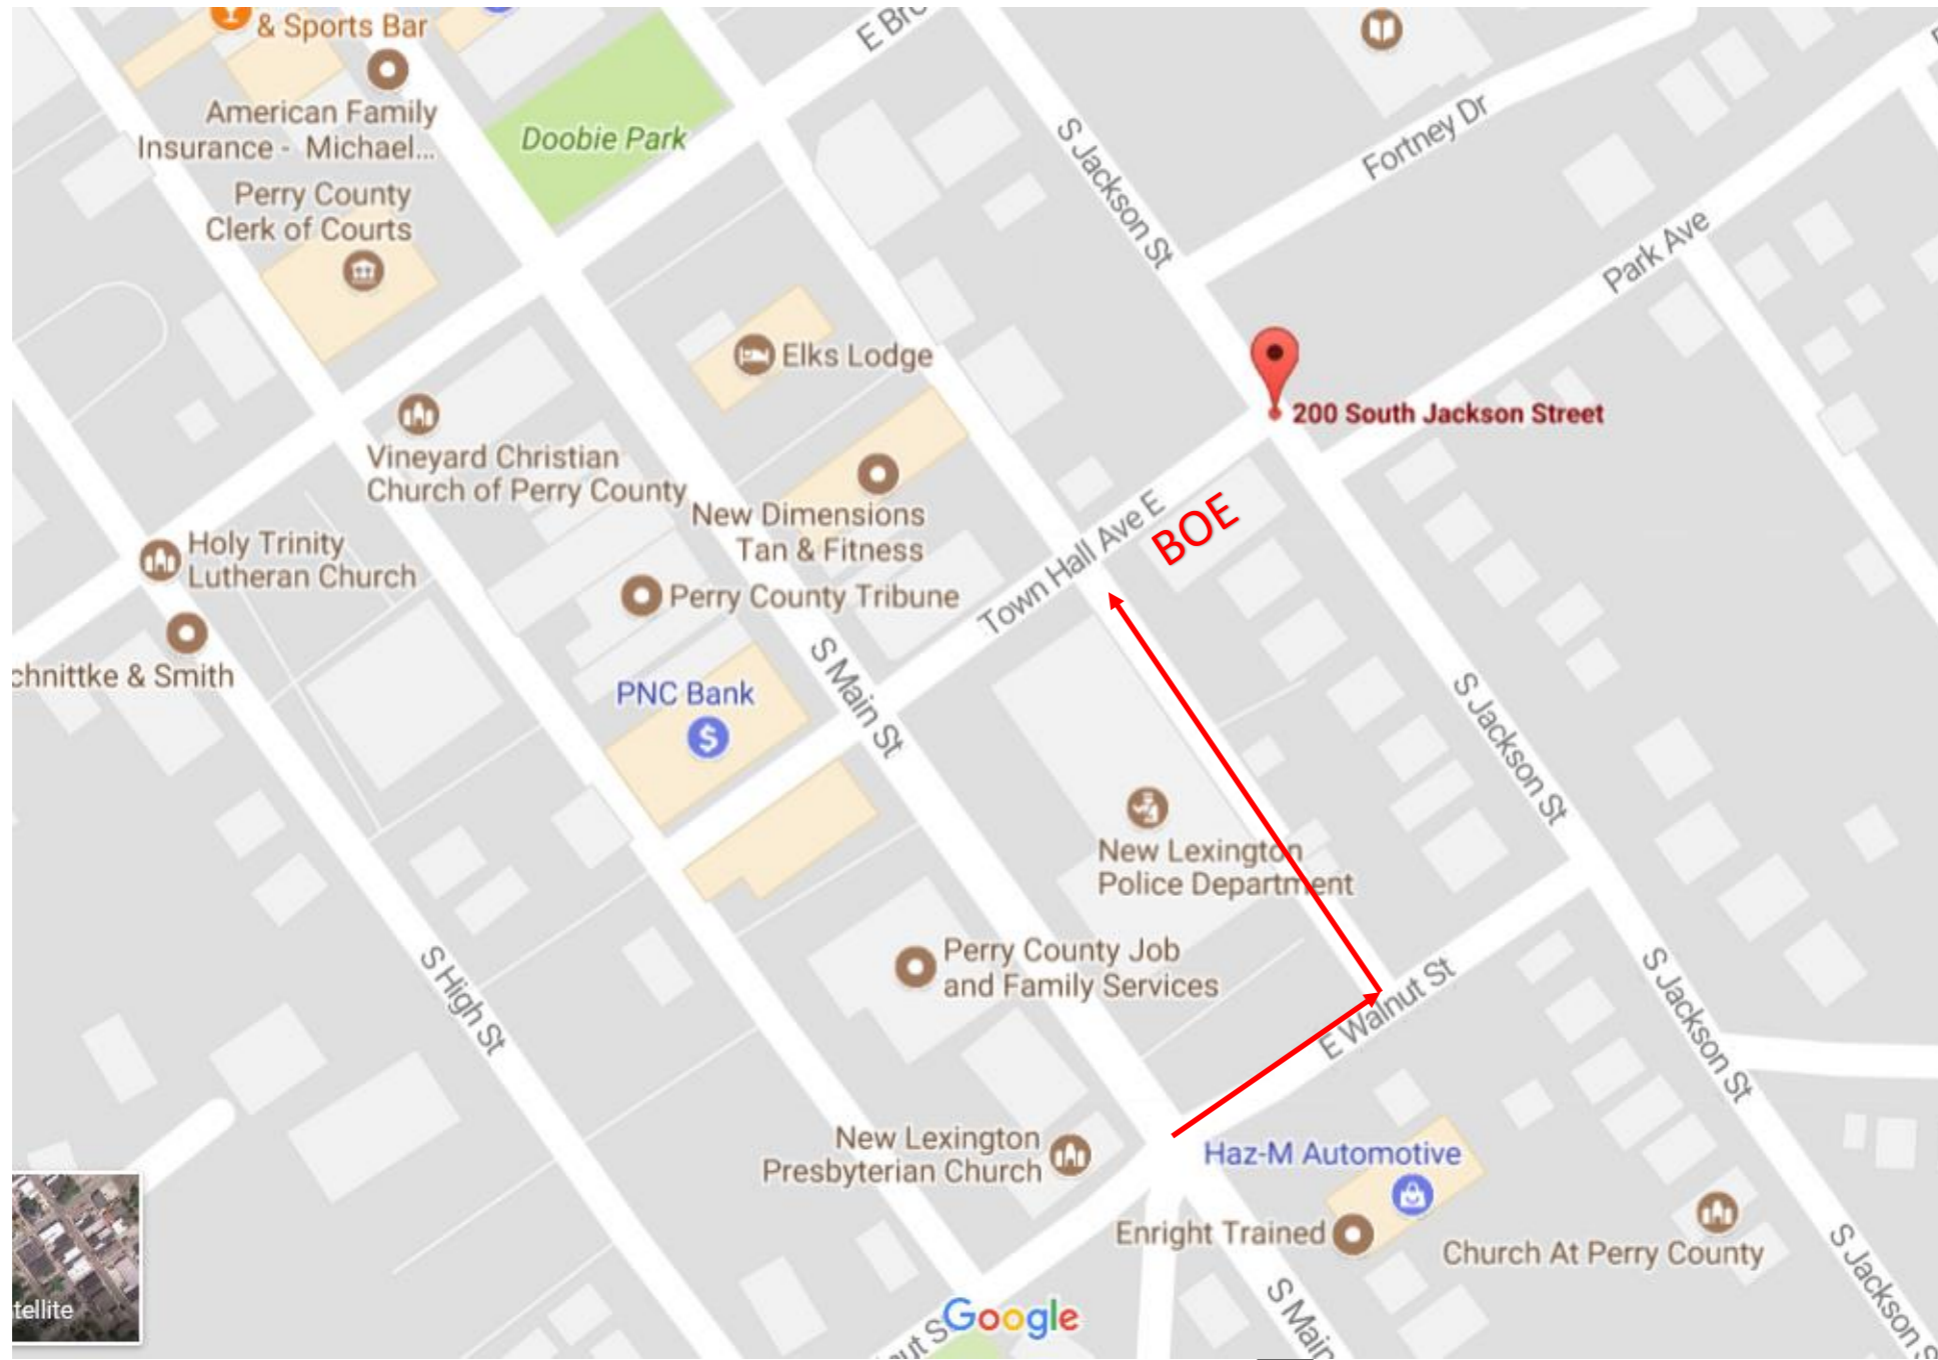 & Sports Bar
American Family
Insurance - Michael...
Perry County
Clerk of Courts
Doobie Park
E Bro
S Jackson St
Fortney Dr
Park Ave
Elks Lodge
200 South Jackson Street
Vineyard Christian
Church of Perry County
New Dimensions
Tan & Fitness
Town Hall Ave E
BOE
Holy Trinity
Lutheran Church
Perry County Tribune
chnittke & Smith
PNC Bank
$
S Main St
S Jackson St
New Lexington
Police Department
Perry County Job
and Family Services
S High St
E Walnut St
S Jackson St
New Lexington
Presbyterian Church
Haz-M Automotive
Enright Trained
Church At Perry County
S Jackson S
S Main
tellite
nut S
Google